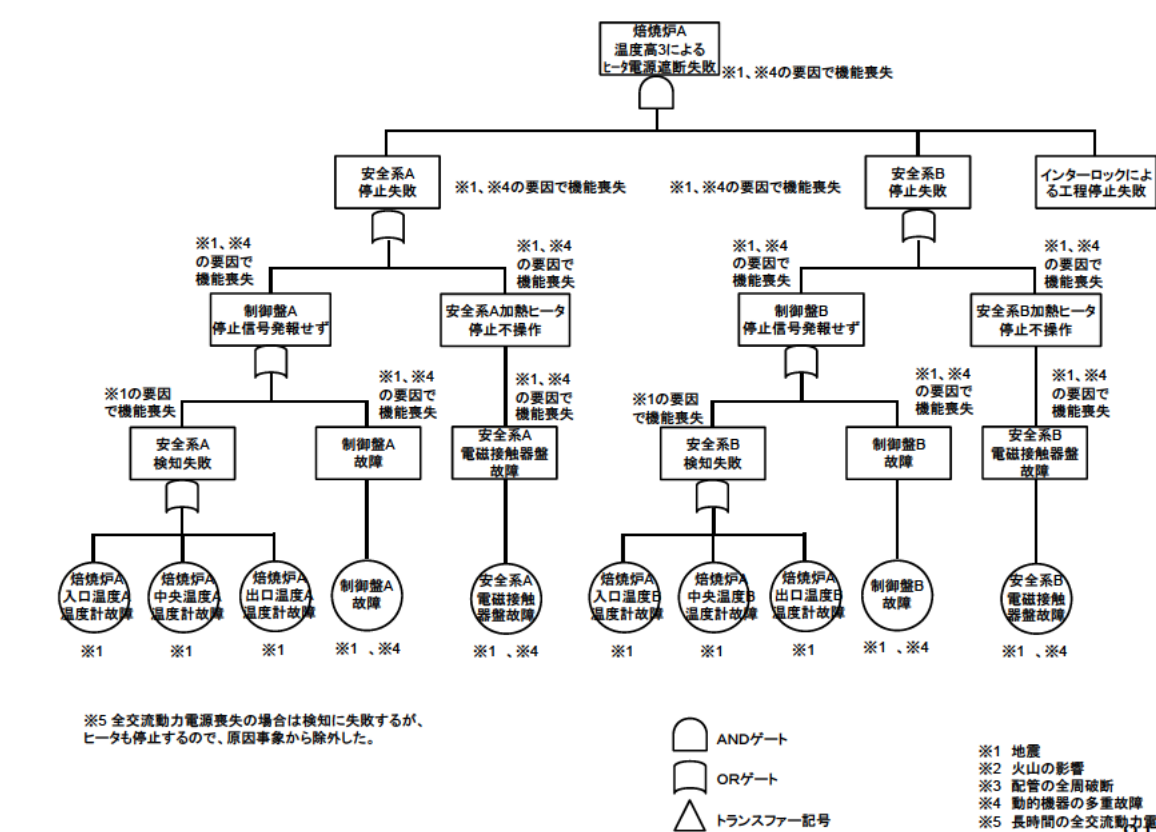 焙焼炉A
温度高3による
ヒータ電源遮断失敗
※1、※4の要因で機能喪失
安全系A
停止失敗
※1、※4の要因で機能喪失
※1、※4の要因で機能喪失
安全系B
停止失敗
インターロックによ
る工程停止失敗
※1、※4
の要因で
機能喪失
※1、※4
の要因で
機能喪失
※1、※4
の要因で
機能喪失
※1、※4
の要因で
機能喪失
制御盤A
停止信号発報せず
安全系A加熱ヒータ
停止不操作
制御盤B
停止信号発報せず
安全系B加熱ヒータ
停止不操作
※1の要因
で機能喪失
※1、※4
の要因で
機能喪失
※1、※4
の要因で
機能喪失
※1の要因
で機能喪失
※1、※4
の要因で
機能喪失
※1、※4
の要因で
機能喪失
安全系A
検知失敗
制御盤A
故障
安全系A
電磁接触器盤
故障
安全系B
検知失敗
制御盤B
故障
安全系B
電磁接触器盤
故障
焙焼炉A
入口温度A
温度計故障
焙焼炉A
中央温度A
温度計故障
焙焼炉A
出口温度A
温度計故障
制御盤A
故障
安全系A
電磁接触
器盤故障
焙焼炉A
入口温度B
温度計故障
焙焼炉A
中央温度B
温度計故障
焙焼炉A
出口温度B
温度計故障
制御盤B
故障
安全系B
電磁接触
器盤故障
※1
※1
※1
※1 、※4
※1 、※4
※1
※1
※1
※1 、※4
※1 、※4
※5 全交流動力電源喪失の場合は検知に失敗するが、
ヒータも停止するので、原因事象から除外した。
ANDゲート
ORゲート
トランスファー記号
※1 地震
※2 火山の影響
※3 配管の全周破断
※4 動的機器の多重故障
※5 長時間の全交流動力電